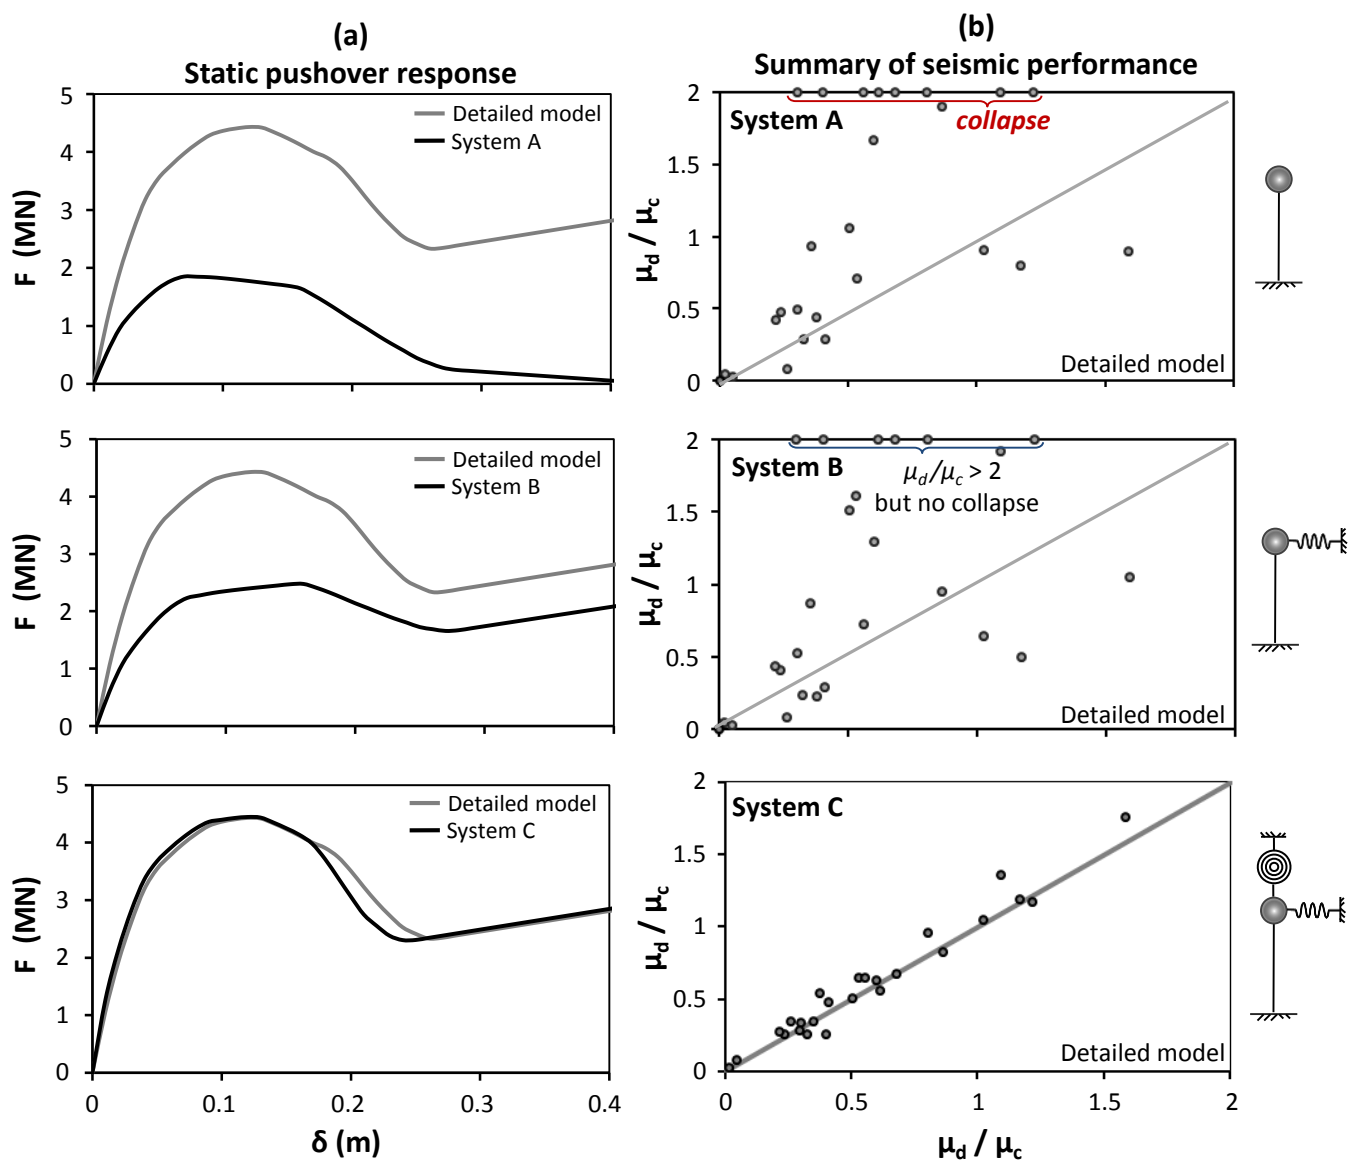 (a)
Static pushover response
(b)
Summary of seismic performance
5
4
3
2
1
0
F (MN)
Detailed model
System A
2
1.5
1
0.5
0
μd / μc
System A
collapse
Detailed model
5
4
3
2
1
0
F (MN)
Detailed model
System B
2
1.5
1
0.5
0
μd / μc
System B
μd/μc > 2
but no collapse
Detailed model
5
4
3
2
1
0
F (MN)
Detailed model
System C
0
0.1
0.2
0.3
0.4
δ (m)
2
1.5
1
0.5
0
μd / μc
System C
Detailed model
0
0.5
1
1.5
2
μd / μc